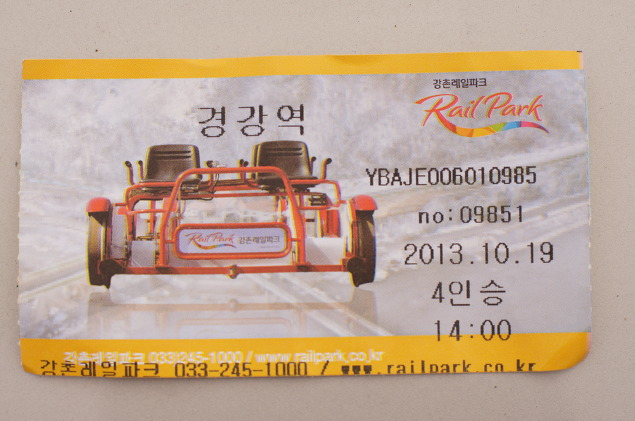 강촌레일파크
Rail Park
경강역
YBAJE006010985
no:09851
2013.10.19
4인승
14:00
Rail Park 강촌레일파크
강촌레일파크 033)245-1000 / www.railpark.co.kr
강촌레일파크 033-245-1000 / www.railpark.co.kr